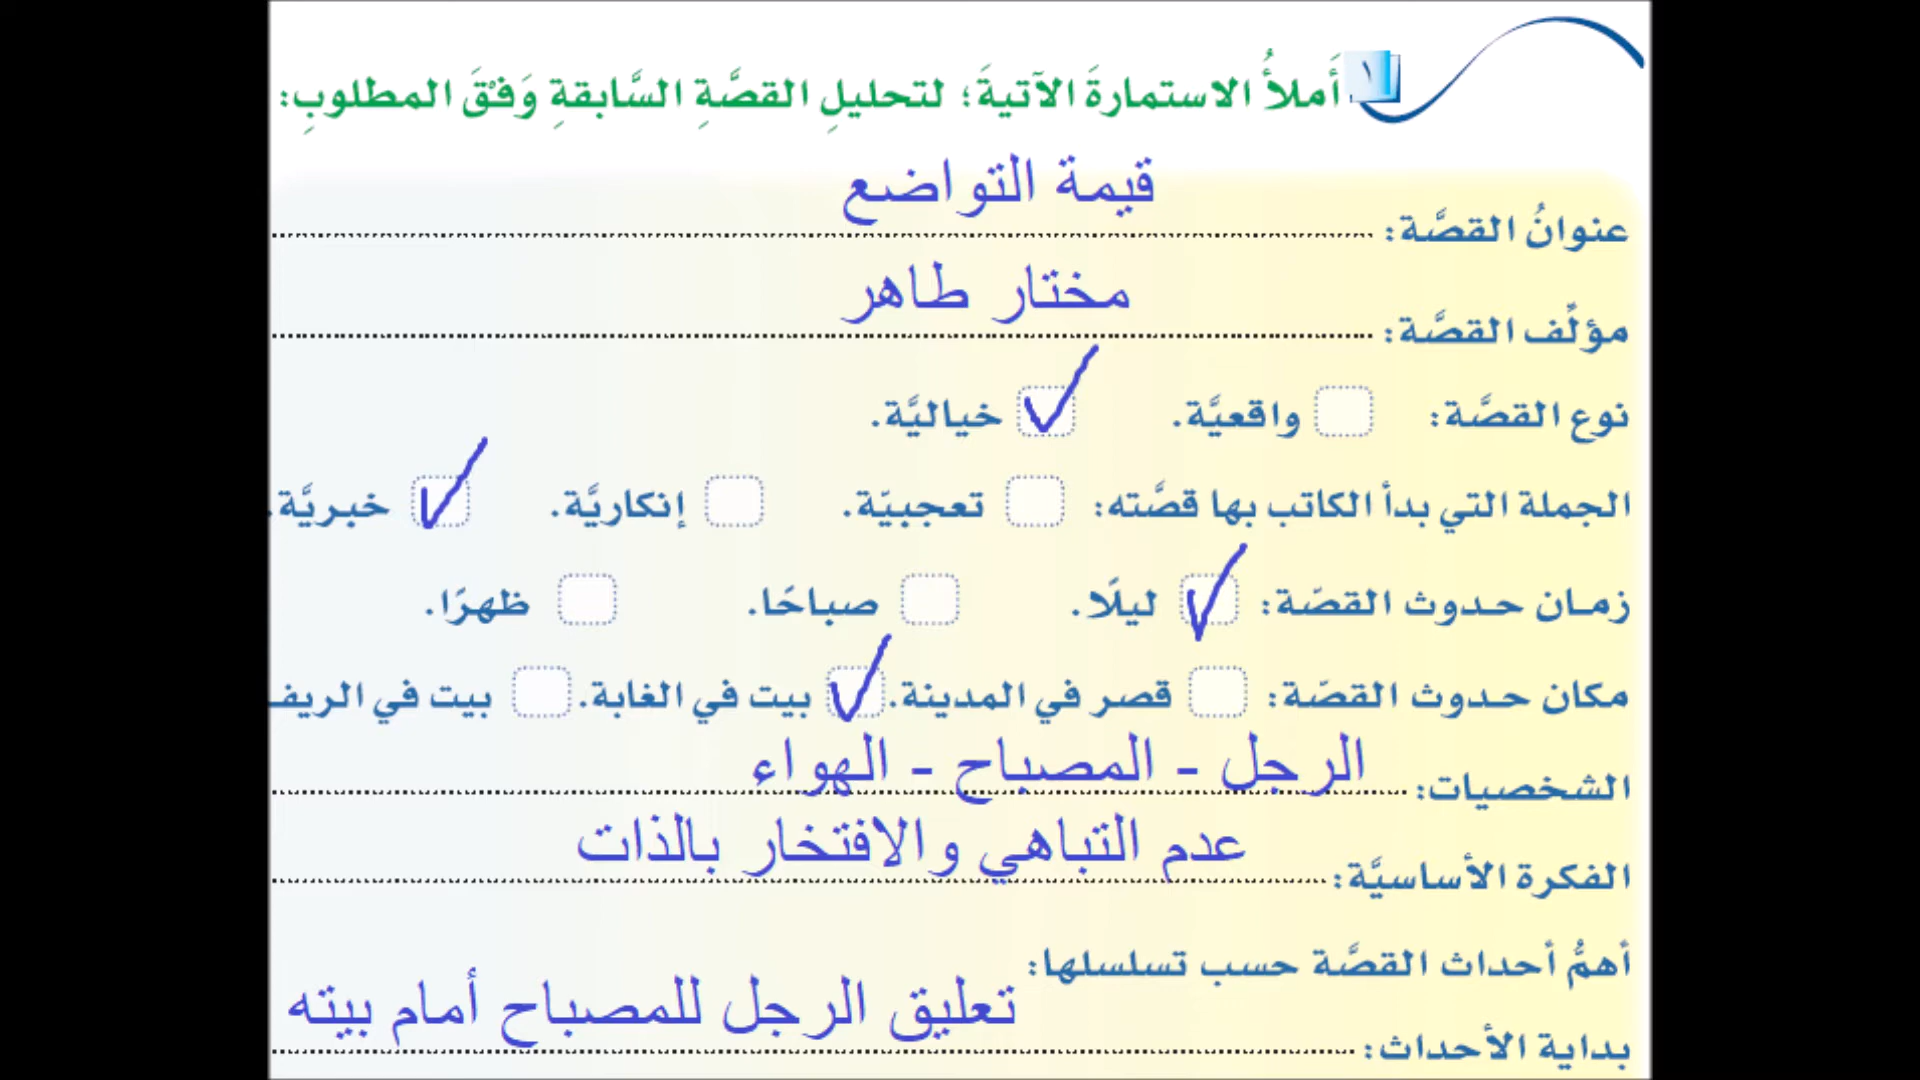 ١ أَملأُ الاستمارةَ الآتيةَ؛ لتحليلِ القصَّةِ السَّابقةِ وَفْقَ المطلوبِ:
قيمة التواضع
عنوانُ القصَّة:
مختار طاهر
مؤلِّف القصَّة:
نوع القصَّة: واقعيَّة. خياليَّة.
الجملة التي بدأ الكاتب بها قصَّته: تعجبيّة. إنكاريَّة. خبريَّة.
زمان حدوث القصّة: ليلًا. صباحًا. ظهرًا.
مكان حدوث القصّة: قصر في المدينة. بيت في الغابة. بيت في الريف
الرجل - المصباح - الهواء
الشخصيات:
عدم التباهي والافتخار بالذات
الفكرة الأساسيَّة:
أهمُّ أحداث القصَّة حسب تسلسلها:
تعليق الرجل للمصباح أمام بيته
بداية الأحداث: